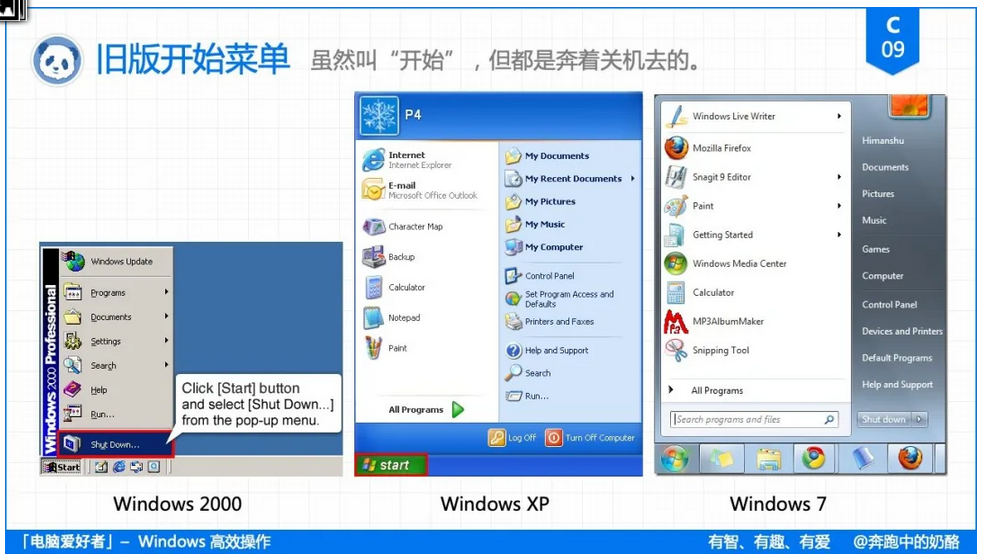 C
09
旧版开始菜单
虽然叫“开始”，但都是奔着关机去的。
Windows 2000 Professional
Windows Update
Programs
Documents
Settings
Search
Help
Run...
Shut Down...
Click [Start] button
and select [Shut Down...]
from the pop-up menu.
Start
Windows 2000
P4
Internet
Internet Explorer
E-mail
Microsoft Office Outlook
Character Map
Backup
Calculator
Notepad
Paint
All Programs
My Documents
My Recent Documents
My Pictures
My Music
My Computer
Control Panel
Set Program Access and
Defaults
Printers and Faxes
Help and Support
Search
Run...
Log Off
Turn Off Computer
start
Windows XP
Windows Live Writer
Mozilla Firefox
Snagit 9 Editor
Paint
Getting Started
Windows Media Center
Calculator
MP3AlbumMaker
Snipping Tool
All Programs
Search programs and files
Himanshu
Documents
Pictures
Music
Games
Computer
Control Panel
Devices and Printers
Default Programs
Help and Support
Shut down
Windows 7
「电脑爱好者」– Windows 高效操作
有智、有趣、有爱
@奔跑中的奶酪